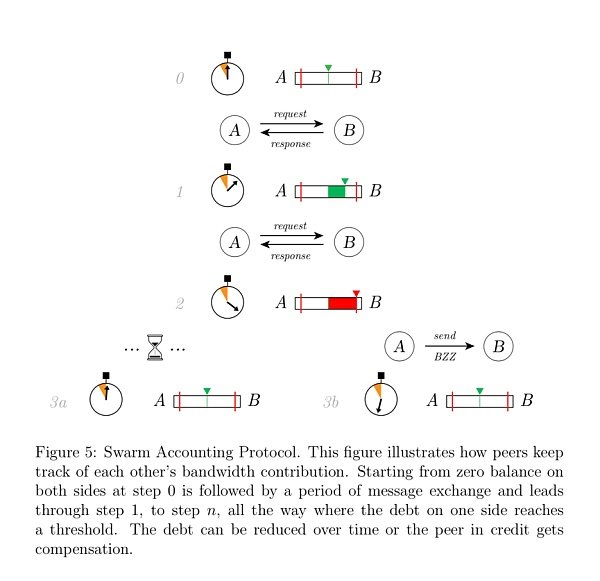 0
A B
request
A B
response
1
A B
request
A B
response
2
A B
... ...
send
A B
BZZ
3a A B 3b A B
Figure 5: Swarm Accounting Protocol. This figure illustrates how peers keep
track of each other's bandwidth contribution. Starting from zero balance on
both sides at step 0 is followed by a period of message exchange and leads
through step 1, to step n, all the way where the debt on one side reaches
a threshold. The debt can be reduced over time or the peer in credit gets
compensation.